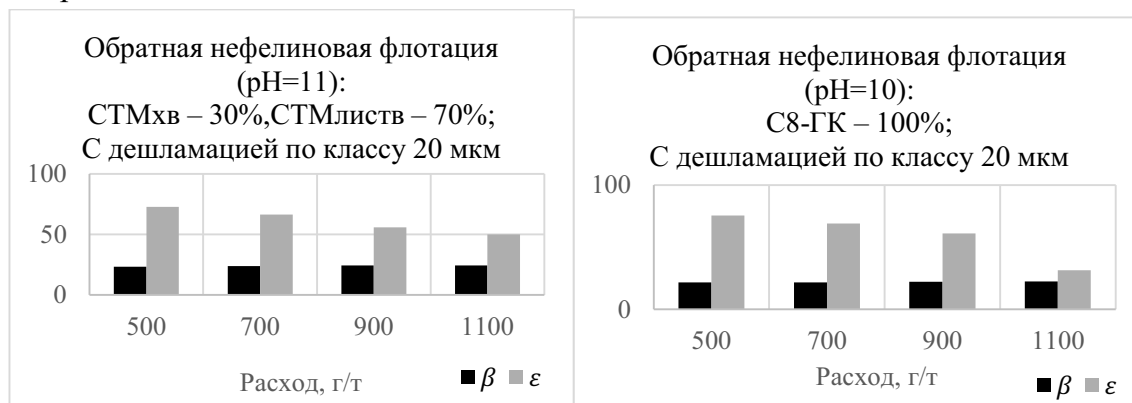 Обратная нефелиновая флотация
(pH=11):
СТМхв – 30%,СТМлиств – 70%;
С дешламацией по классу 20 мкм
100
50
0
500 700 900 1100
Расход, г/т
β ε
Обратная нефелиновая флотация
(pH=10):
С8-ГК – 100%;
С дешламацией по классу 20 мкм
100
0
500 700 900 1100
Расход, г/т
β ε